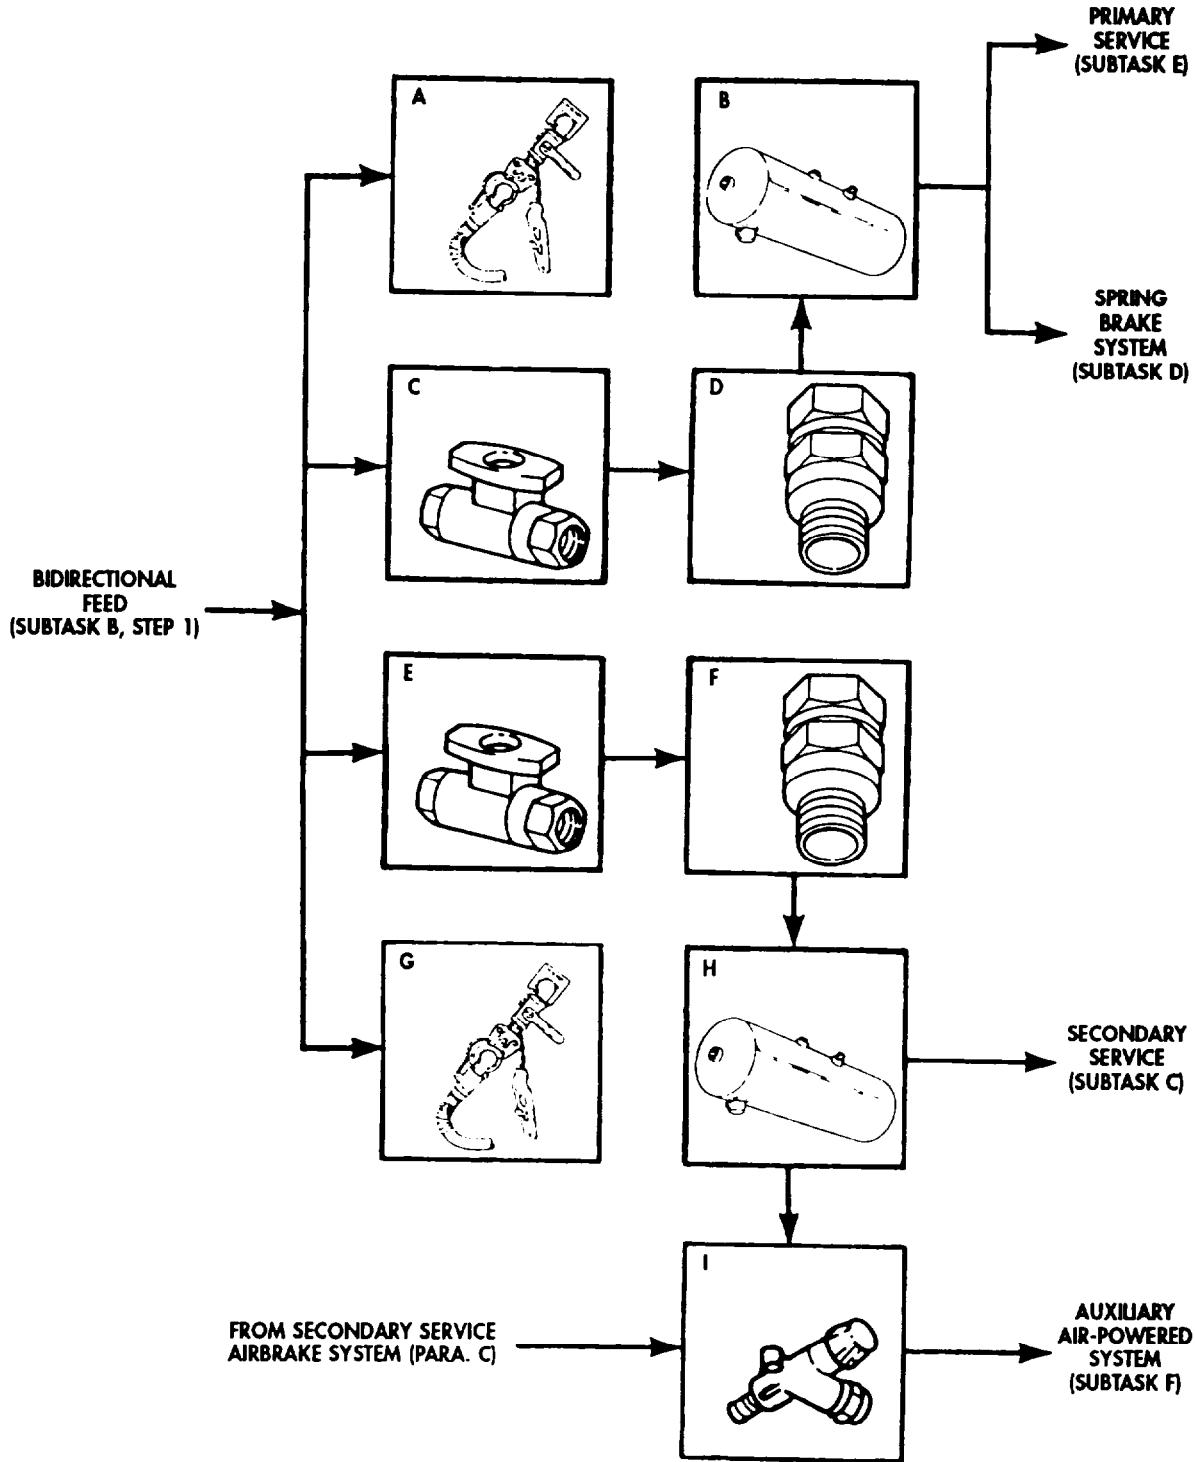 PRIMARY
SERVICE
(SUBTASK E)
A
B
SPRING
BRAKE
SYSTEM
(SUBTASK D)
C
D
BIDIRECTIONAL
FEED
(SUBTASK B, STEP 1)
E
F
G
H
SECONDARY
SERVICE
(SUBTASK C)
I
FROM SECONDARY SERVICE
AIRBRAKE SYSTEM (PARA. C)
AUXILIARY
AIR-POWERED
SYSTEM
(SUBTASK F)